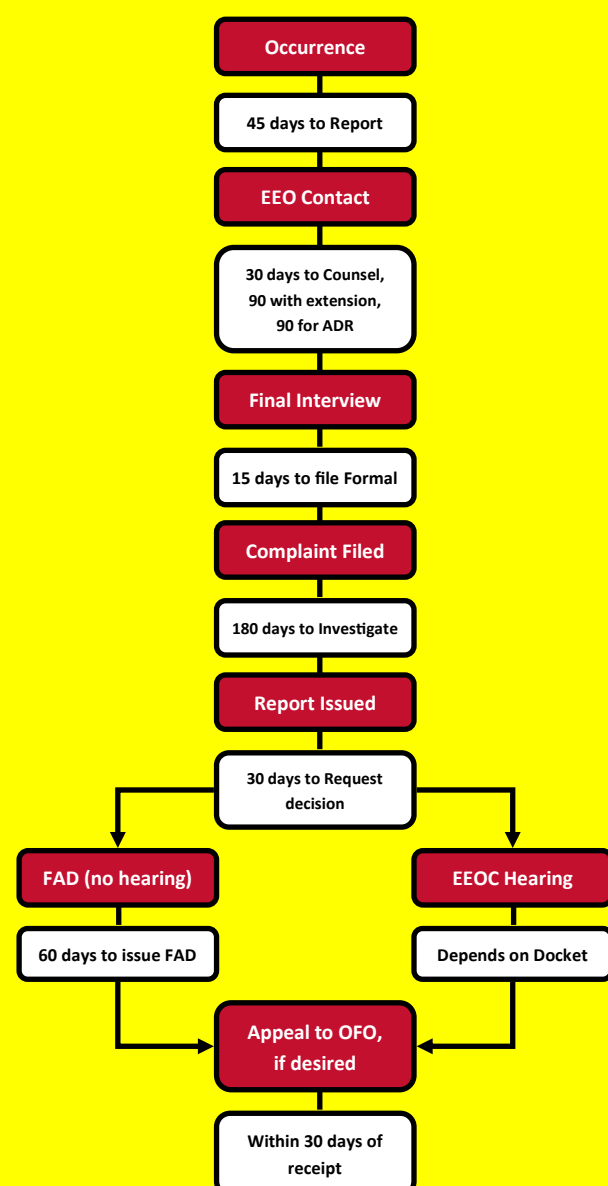 Occurrence
45 days to Report
EEO Contact
30 days to Counsel,
90 with extension,
90 for ADR
Final Interview
15 days to file Formal
Complaint Filed
180 days to Investigate
Report Issued
30 days to Request
decision
FAD (no hearing)
EEOC Hearing
60 days to issue FAD
Depends on Docket
Appeal to OFO,
if desired
Within 30 days of
receipt